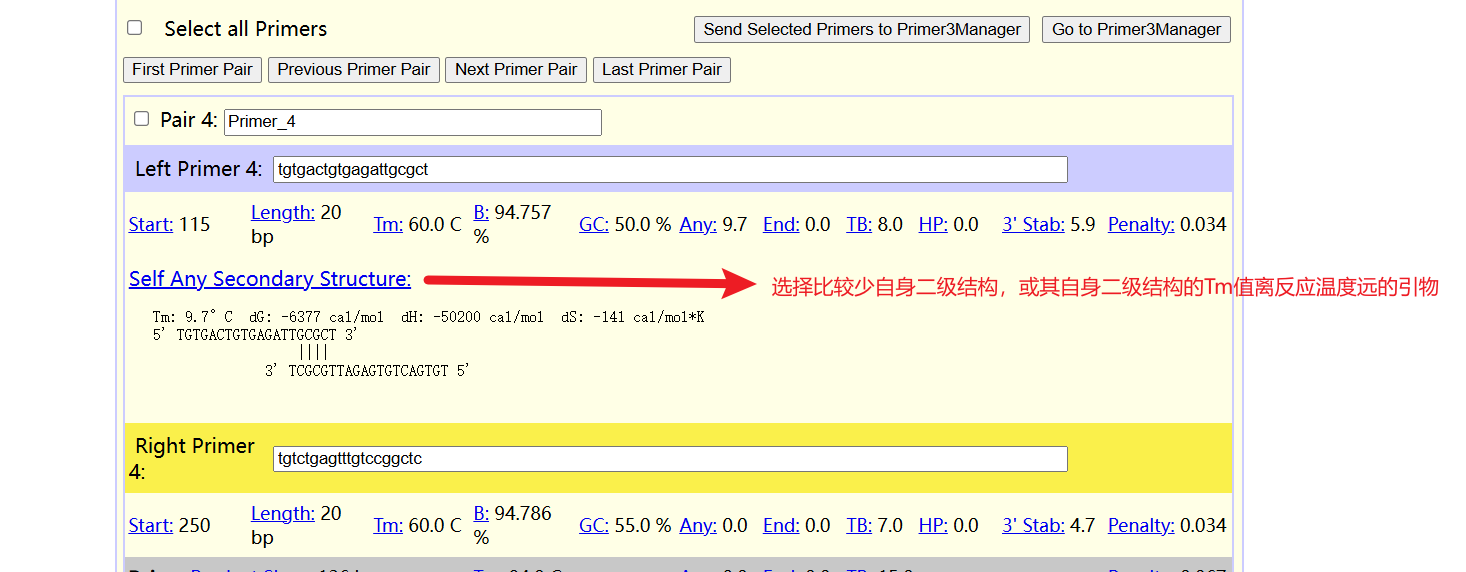 Select all Primers
Send Selected Primers to Primer3Manager
Go to Primer3Manager
First Primer Pair
Previous Primer Pair
Next Primer Pair
Last Primer Pair
Pair 4: Primer_4
Left Primer 4: tgtgactgtgagattgcgct
Start: 115 Length: 20 bp Tm: 60.0 C B: 94.757 % GC: 50.0 % Any: 9.7 End: 0.0 TB: 8.0 HP: 0.0 3' Stab: 5.9 Penalty: 0.034
Self Any Secondary Structure:
选择比较少自身二级结构，或其自身二级结构的Tm值离反应温度远的引物
Tm: 9.7°C dG: -6377 cal/mol dH: -50200 cal/mol dS: -141 cal/mol*K
5' TGTGACTGTGAGATTGCGCT 3'
||||
3' TCGCGTTAGAGTGTCAGTGT 5'
Right Primer 4: tgtctgagtttgtccggctc
Start: 250 Length: 20 bp Tm: 60.0 C B: 94.786 % GC: 55.0 % Any: 0.0 End: 0.0 TB: 7.0 HP: 0.0 3' Stab: 4.7 Penalty: 0.034